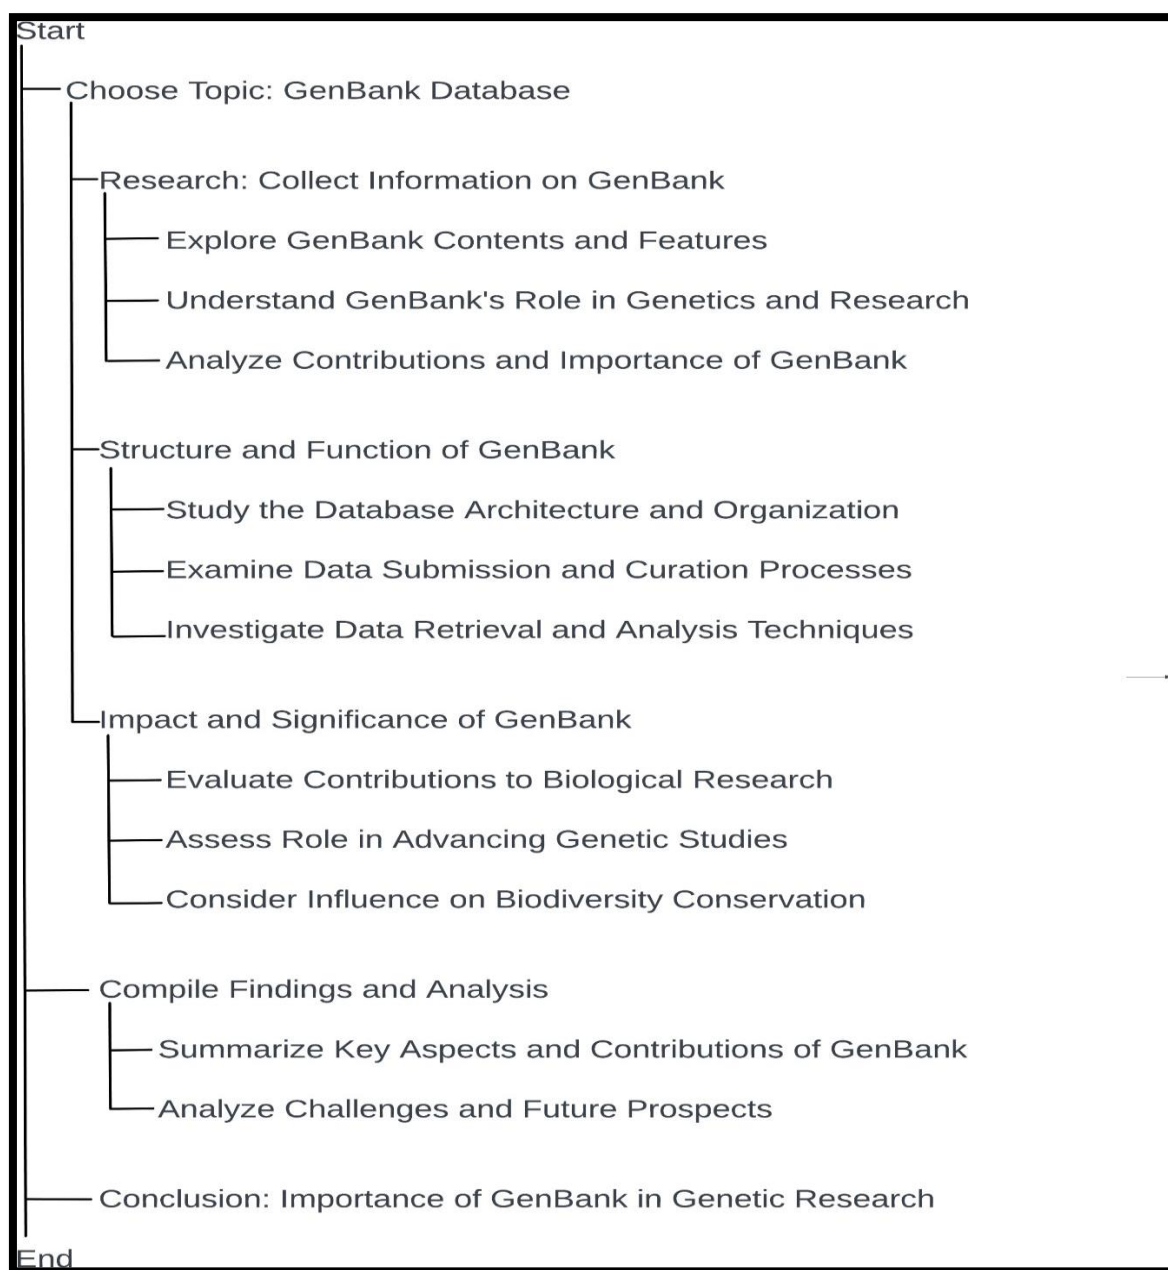 Start
Choose Topic: GenBank Database
Research: Collect Information on GenBank
Explore GenBank Contents and Features
Understand GenBank's Role in Genetics and Research
Analyze Contributions and Importance of GenBank
Structure and Function of GenBank
Study the Database Architecture and Organization
Examine Data Submission and Curation Processes
Investigate Data Retrieval and Analysis Techniques
Impact and Significance of GenBank
Evaluate Contributions to Biological Research
Assess Role in Advancing Genetic Studies
Consider Influence on Biodiversity Conservation
Compile Findings and Analysis
Summarize Key Aspects and Contributions of GenBank
Analyze Challenges and Future Prospects
Conclusion: Importance of GenBank in Genetic Research
End